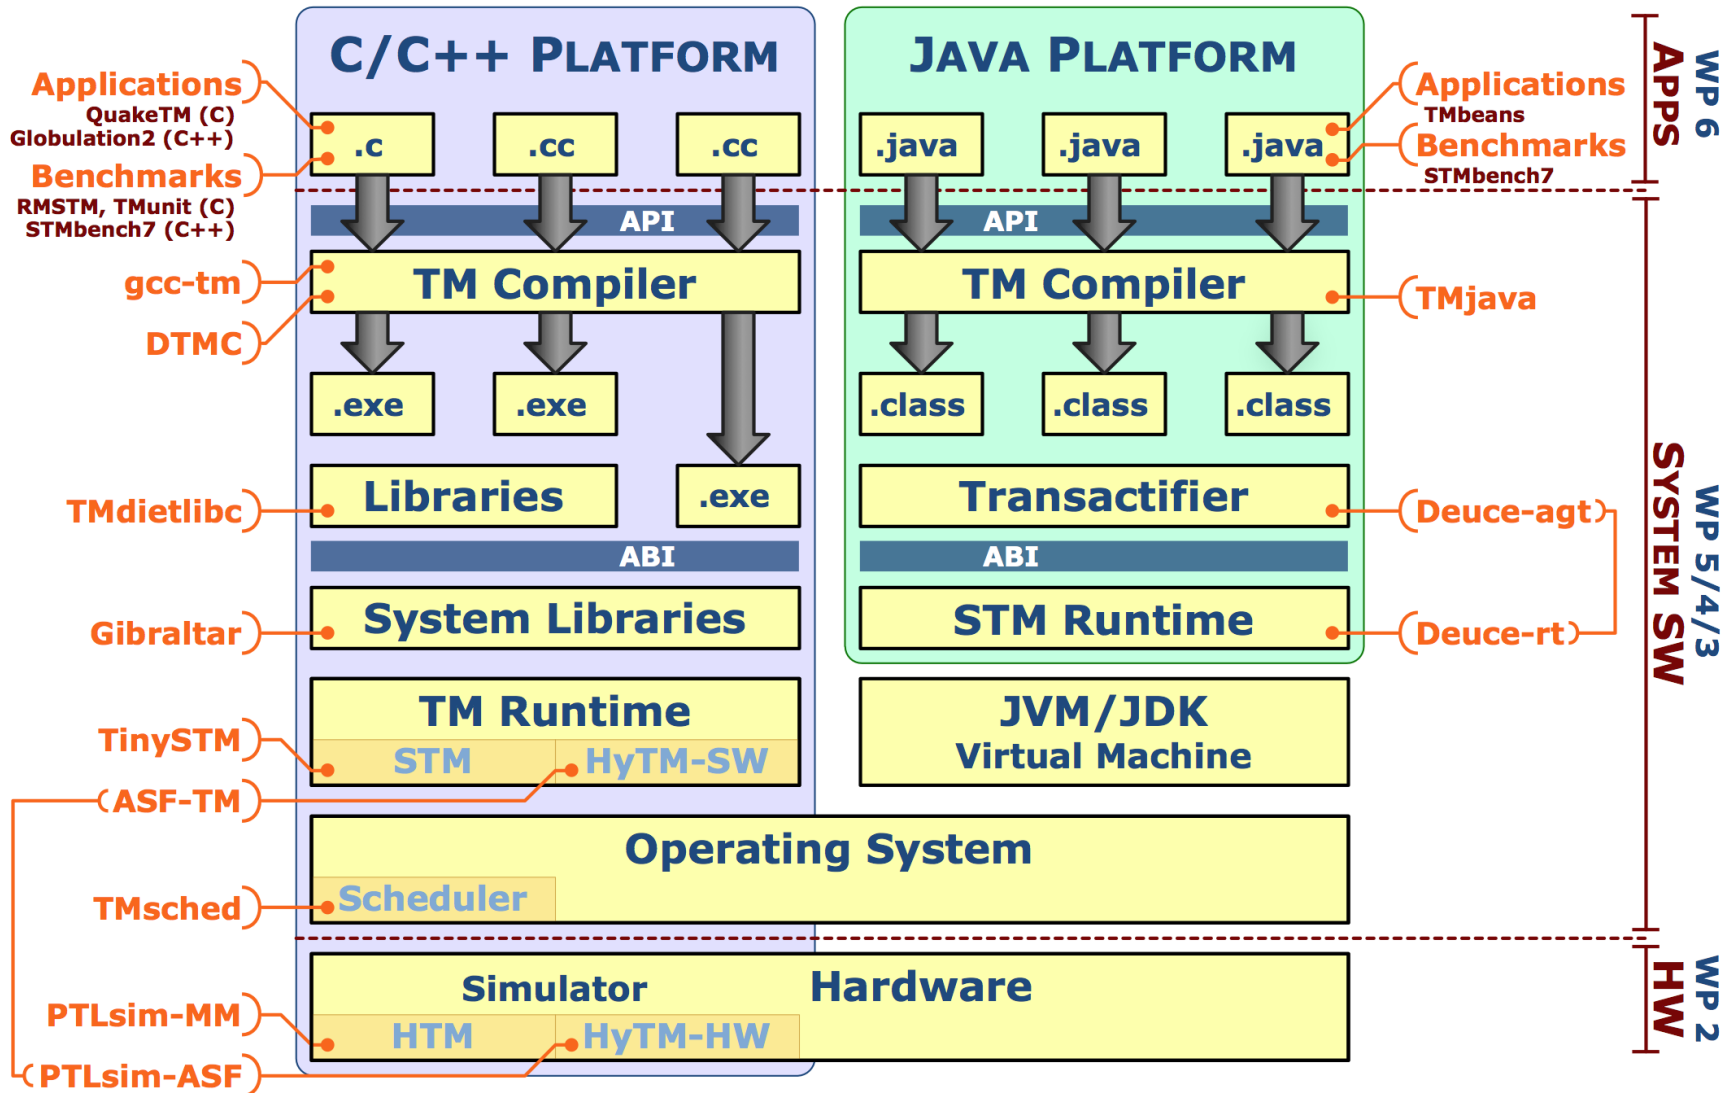 C/C++ PLATFORM
JAVA PLATFORM
Applications
QuakeTM (C)
Globulation2 (C++)
Benchmarks
RMSTM, TMunit (C)
STMbench7 (C++)
.c
.cc
.cc
.java
.java
.java
Applications
TMbeans
Benchmarks
STMbench7
APPS
WP 6
API
API
gcc-tm
DTMC
TM Compiler
TM Compiler
TMjava
.exe
.exe
.class
.class
.class
TMdietlibc
Libraries
.exe
Transactifier
Deuce-agt
ABI
ABI
Gibraltar
System Libraries
STM Runtime
Deuce-rt
SYSTEM SW
WP 5/4/3
TinySTM
ASF-TM
TM Runtime
STM
HyTM-SW
JVM/JDK
Virtual Machine
Operating System
TMsched
Scheduler
PTLsim-MM
PTLsim-ASF
Simulator
Hardware
HTM
HyTM-HW
HW
WP 2